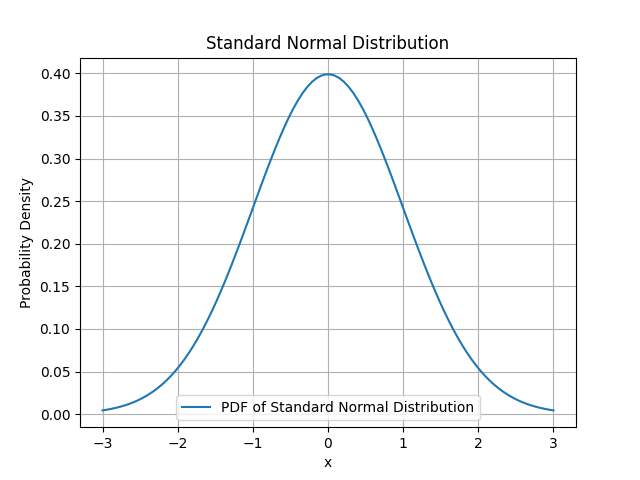 Standard Normal Distribution
0.40
0.35
0.30
0.25
0.20
0.15
0.10
0.05
0.00
Probability Density
PDF of Standard Normal Distribution
−3 −2 −1 0 1 2 3
x